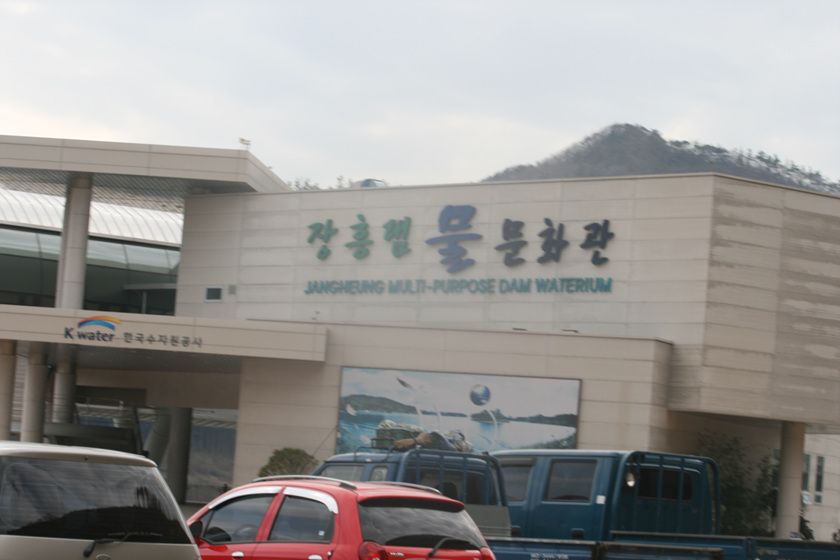 장흥댐 물 문화관
JANGHEUNG MULTI-PURPOSE DAM WATERIUM
K water 한국수자원공사